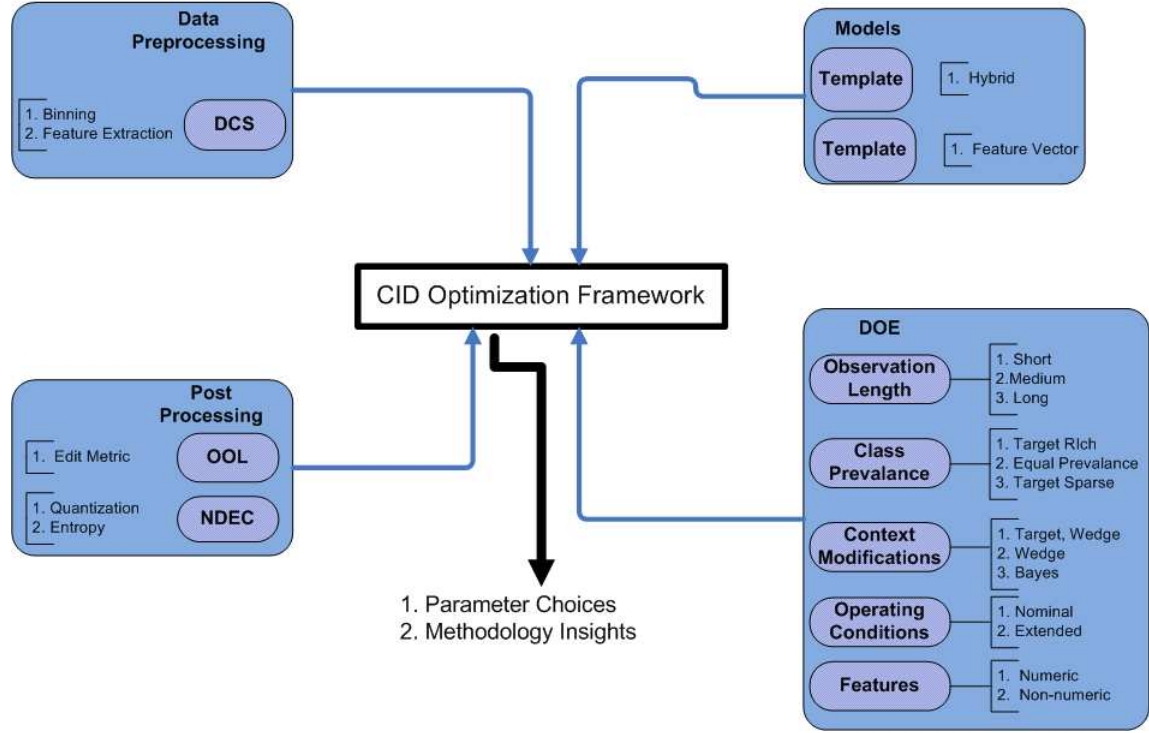 Data
Preprocessing
1. Binning
2. Feature Extraction
DCS
Models
Template
1. Hybrid
Template
1. Feature Vector
CID Optimization Framework
Post
Processing
1. Edit Metric
OOL
1. Quantization
2. Entropy
NDEC
1. Parameter Choices
2. Methodology Insights
DOE
Observation
Length
1. Short
2.Medium
3. Long
Class
Prevalance
1. Target RIch
2. Equal Prevalance
3. Target Sparse
Context
Modifications
1. Target, Wedge
2. Wedge
3. Bayes
Operating
Conditions
1. Nominal
2. Extended
Features
1. Numeric
2. Non-numeric